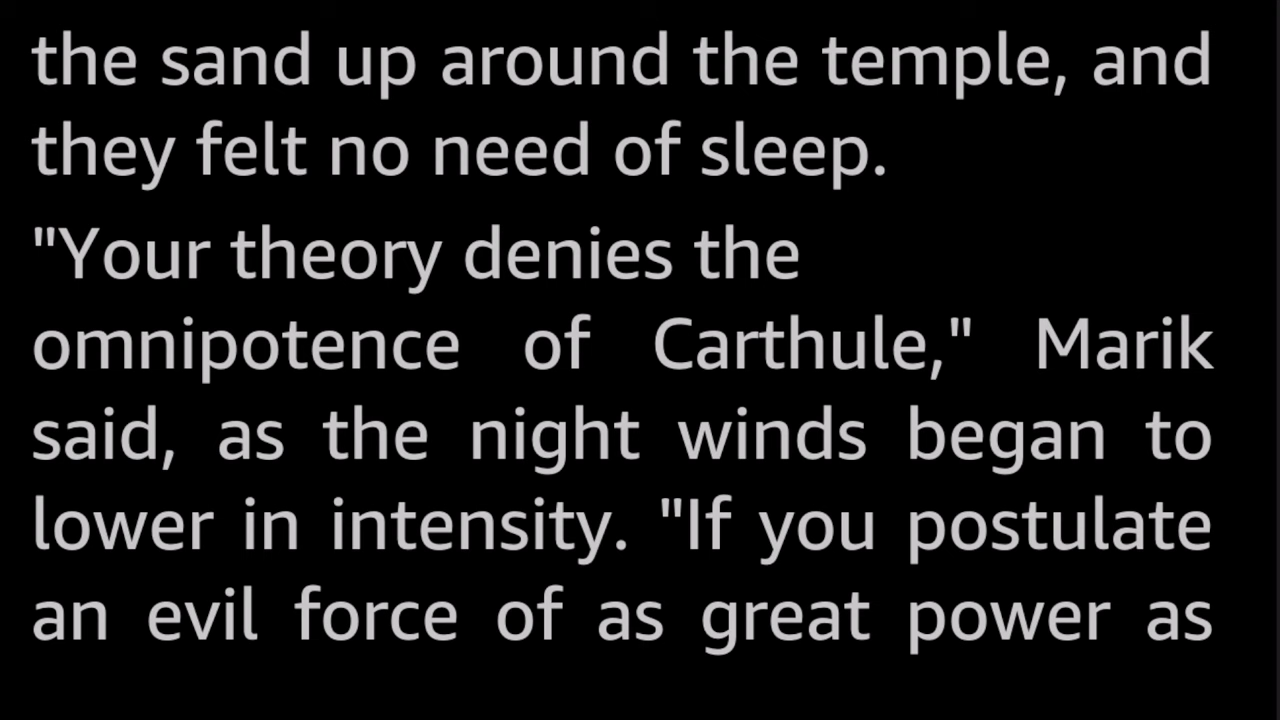 the sand up around the temple, and
they felt no need of sleep.
"Your theory denies the
omnipotence of Carthule," Marik
said, as the night winds began to
lower in intensity. "If you postulate
an evil force of as great power as